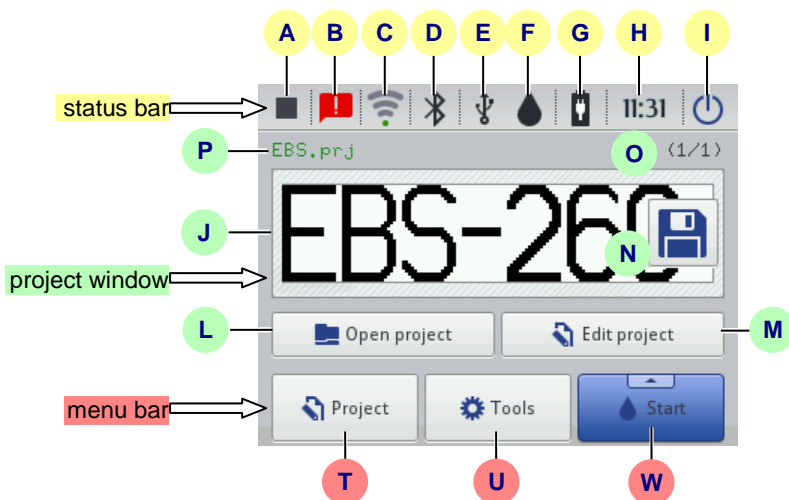 A B C D E F G H I
status bar
11:31
P EBS.prj O (1/1)
J EBS-260 N
project window
L Open project Edit project M
menu bar Project Tools Start
T U W